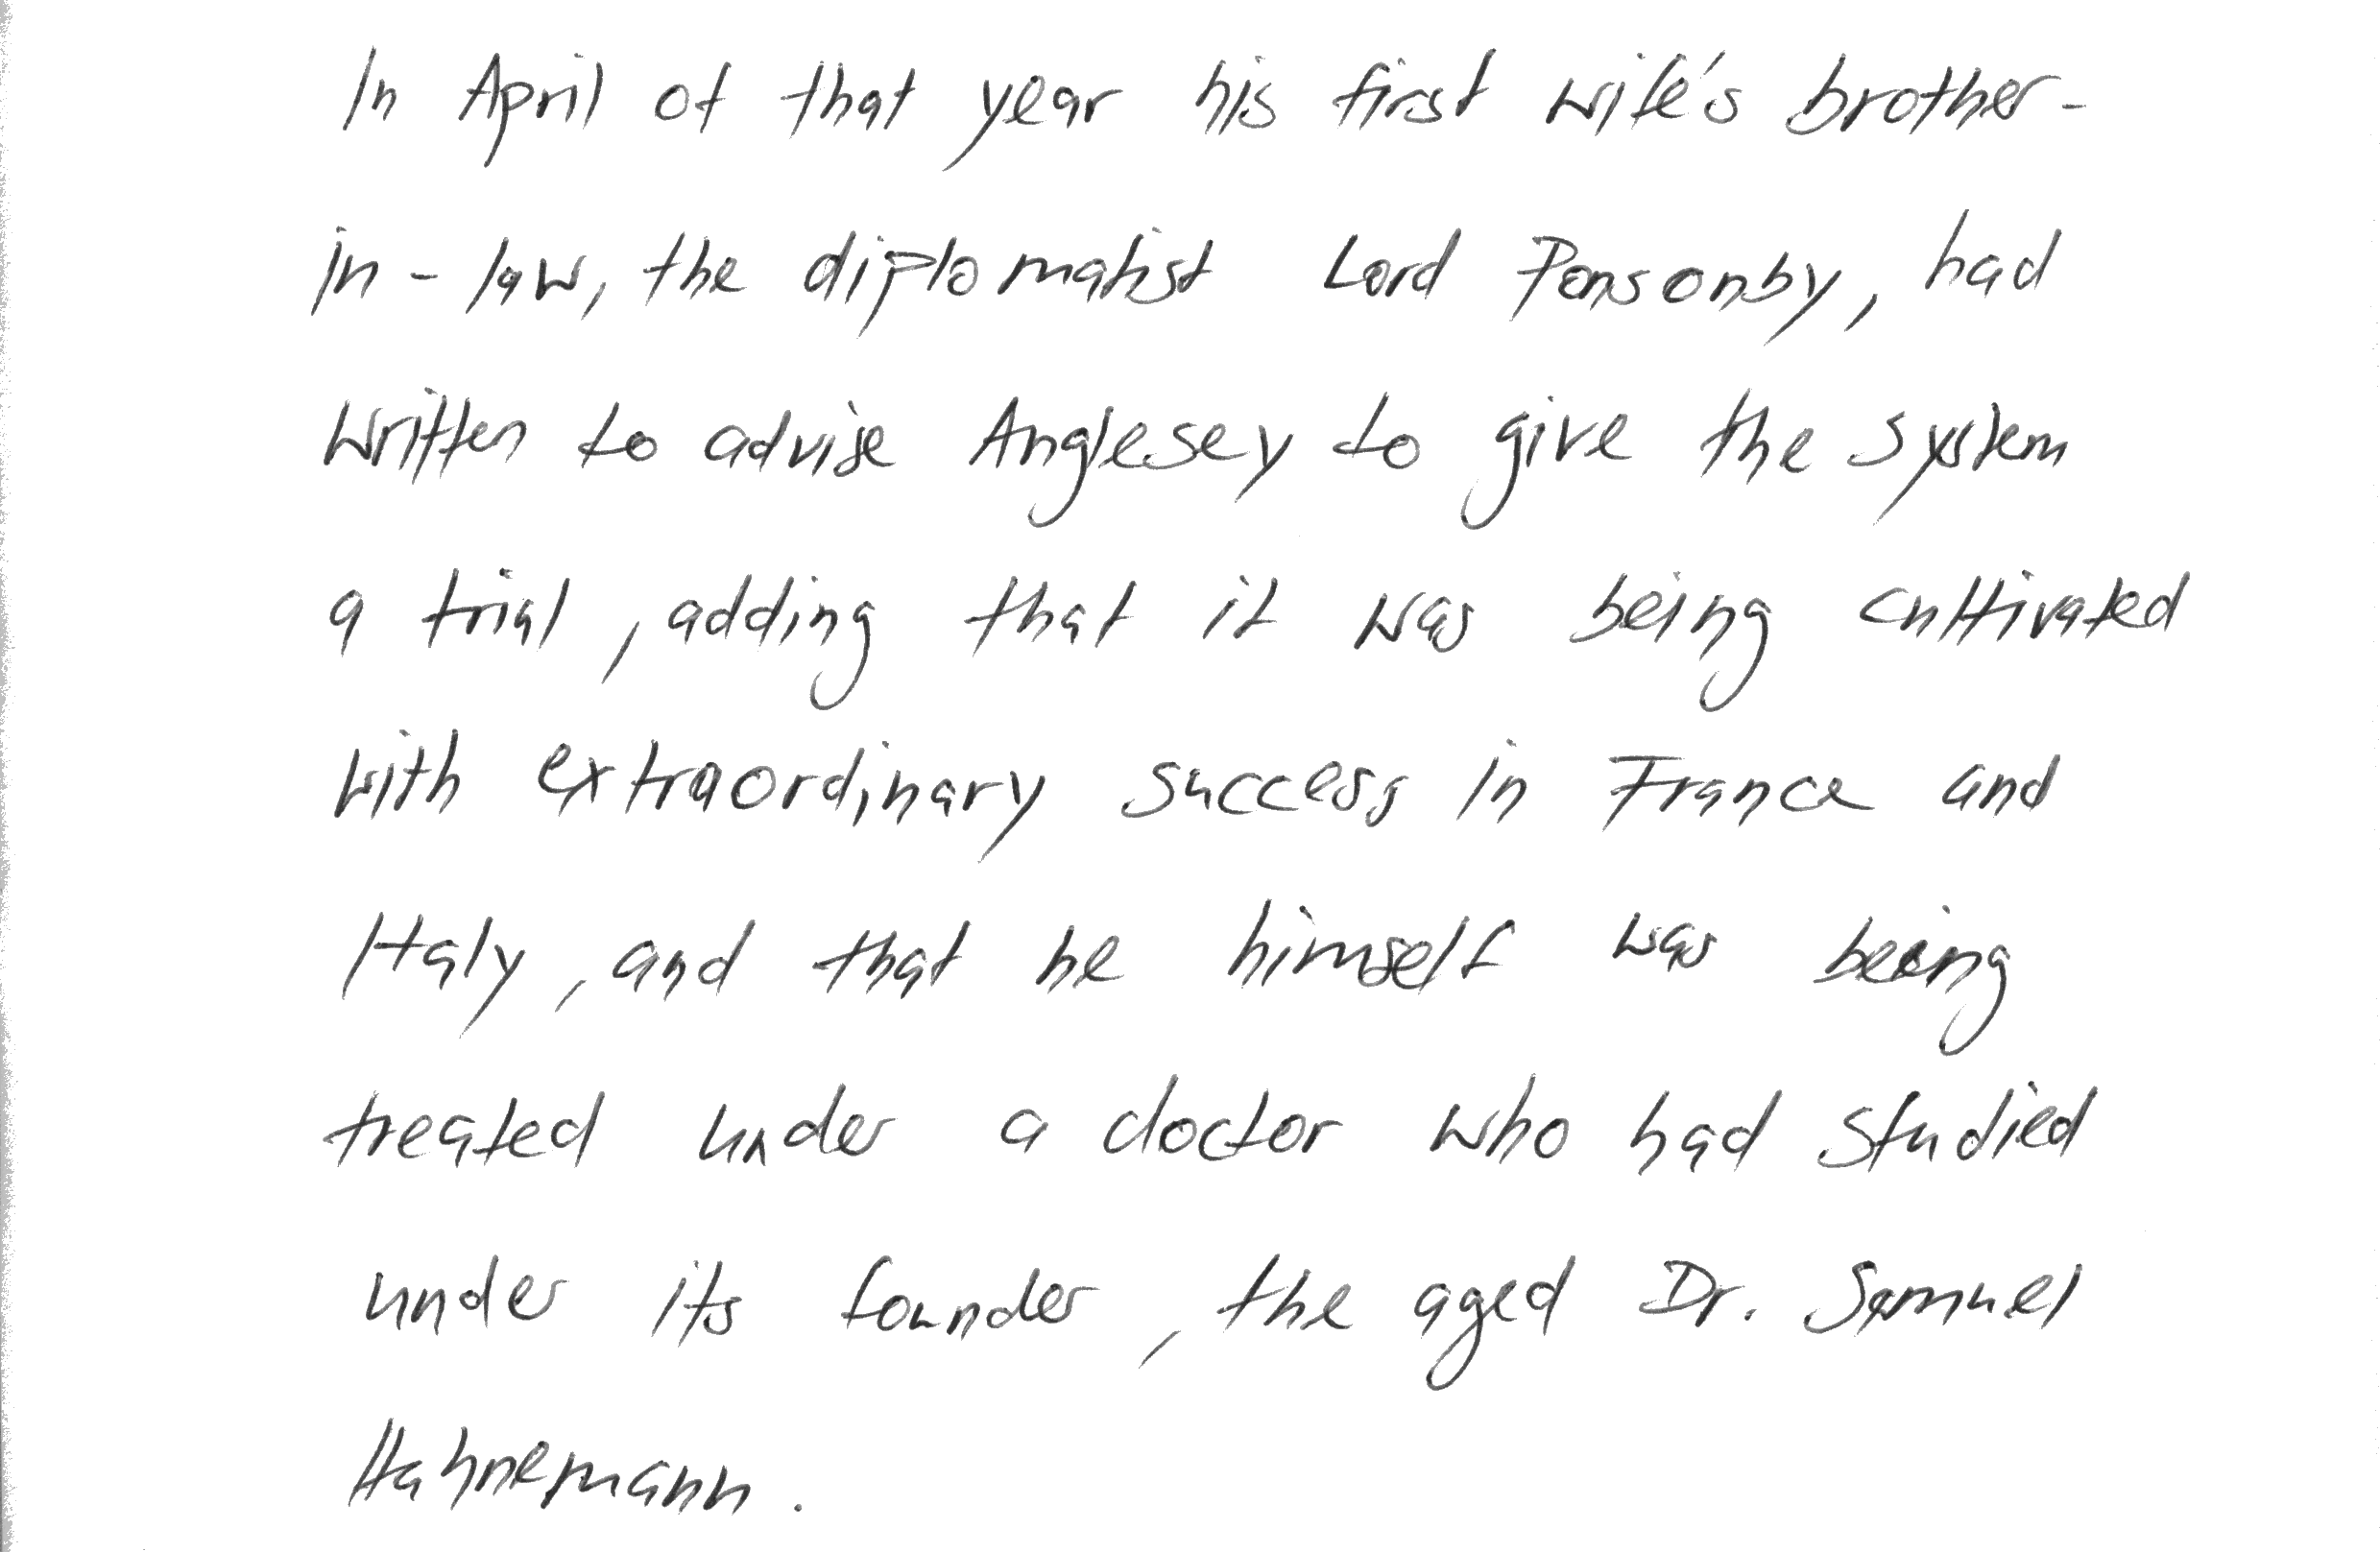 In April of that year his first wife's brother-
in-law, the diplomatist Lord Ponsonby, had
written to advise Anglesey to give the system
a trial, adding that it was being cultivated
with extraordinary success in France and
Italy, and that he himself was being
treated under a doctor who had studied
under its founder, the aged Dr. Samuel
Hahnemann.